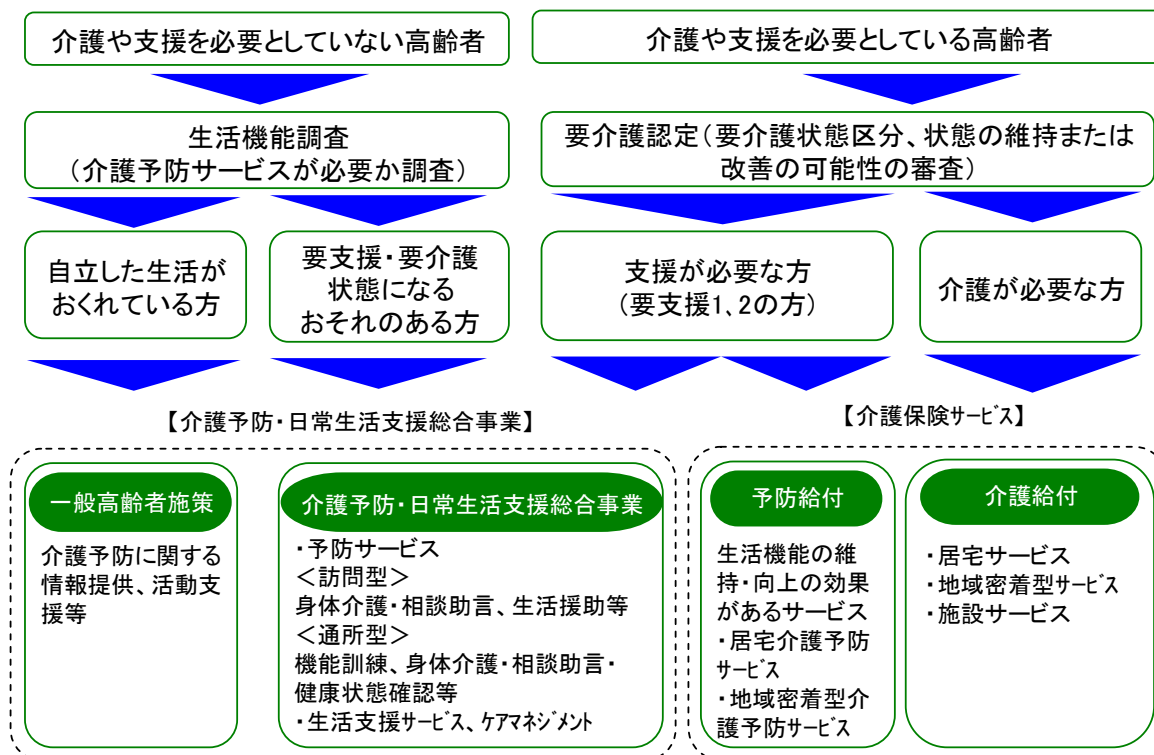 介護や支援を必要としていない高齢者
介護や支援を必要としている高齢者
生活機能調査
（介護予防サービスが必要か調査）
要介護認定（要介護状態区分、状態の維持または
改善の可能性の審査）
自立した生活が
おくれている方
要支援・要介護
状態になる
おそれのある方
支援が必要な方
（要支援1、2の方）
介護が必要な方
【介護予防・日常生活支援総合事業】
【介護保険サービス】
一般高齢者施策
介護予防に関する
情報提供、活動支
援等
介護予防・日常生活支援総合事業
・予防サービス
＜訪問型＞
身体介護・相談助言、生活援助等
＜通所型＞
機能訓練、身体介護・相談助言・
健康状態確認等
・生活支援サービス、ケアマネジメント
予防給付
生活機能の維
持・向上の効果
があるサービス
・居宅介護予防
サービス
・地域密着型介
護予防サービス
介護給付
・居宅サービス
・地域密着型サービス
・施設サービス